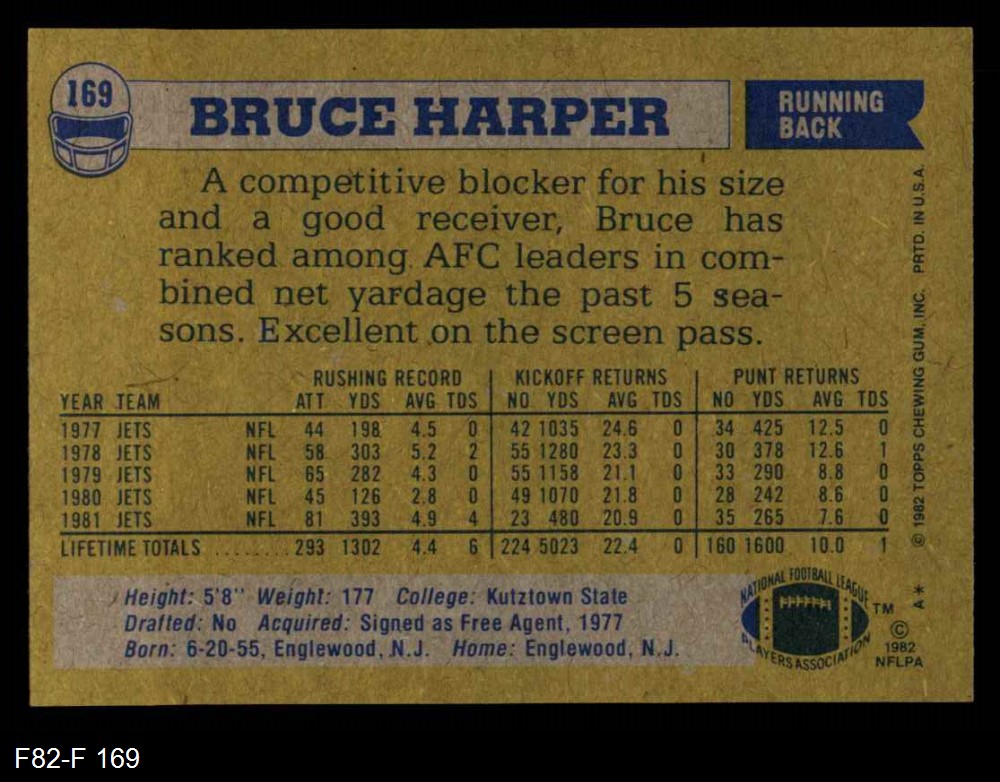 169
BRUCE HARPER
RUNNING
BACK
A competitive blocker for his size
and a good receiver, Bruce has
ranked among AFC leaders in com-
bined net yardage the past 5 sea-
sons. Excellent on the screen pass.
RUSHING RECORD KICKOFF RETURNS PUNT RETURNS
YEAR TEAM ATT YDS AVG TDS NO YDS AVG TDS NO YDS AVG TDS
1977 JETS NFL 44 198 4.5 0 42 1035 24.6 0 34 425 12.5 0
1978 JETS NFL 58 303 5.2 2 55 1280 23.3 0 30 378 12.6 1
1979 JETS NFL 65 282 4.3 0 55 1158 21.1 0 33 290 8.8 0
1980 JETS NFL 45 126 2.8 0 49 1070 21.8 0 28 242 8.6 0
1981 JETS NFL 81 393 4.9 4 23 480 20.9 0 35 265 7.6 0
LIFETIME TOTALS ........ 293 1302 4.4 6 224 5023 22.4 0 160 1600 10.0 1
Height: 5'8" Weight: 177 College: Kutztown State
Drafted: No Acquired: Signed as Free Agent, 1977
Born: 6-20-55, Englewood, N.J. Home: Englewood, N.J.
NATIONAL FOOTBALL LEAGUE
PLAYERS ASSOCIATION
TM
©
1982
NFLPA
A *
© 1982 TOPPS CHEWING GUM, INC. PRTD. IN U.S.A.
F82-F 169